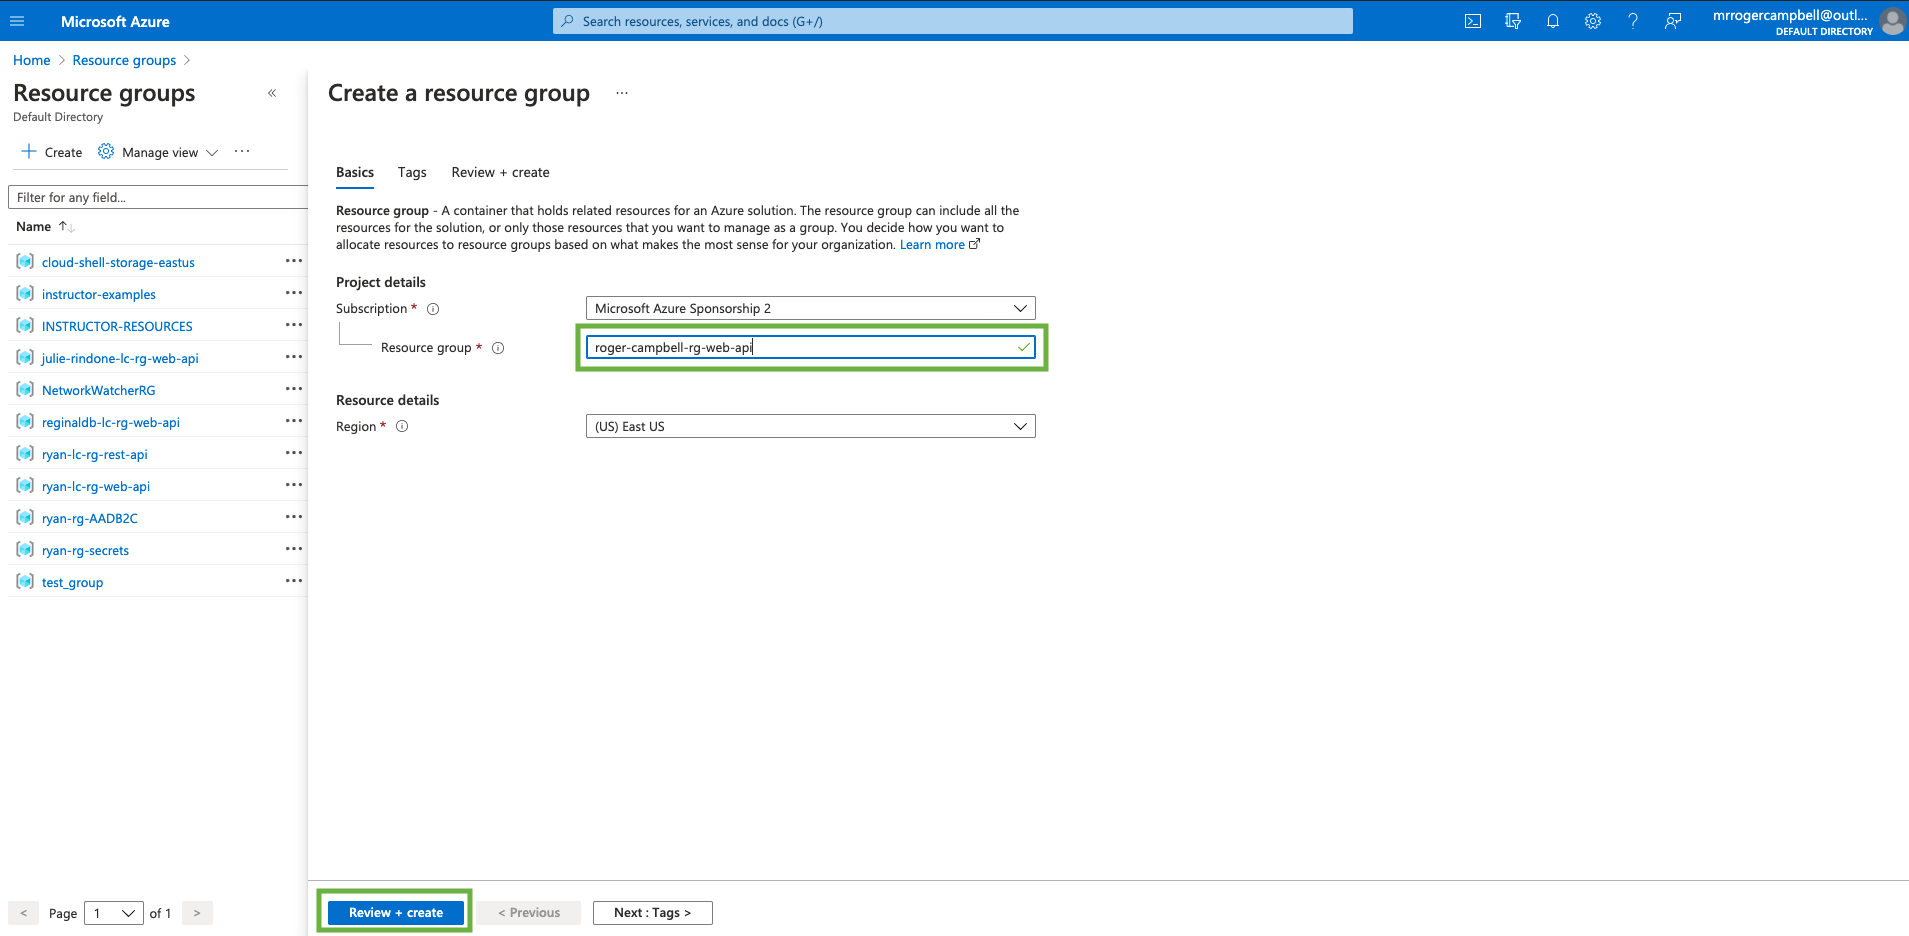 Microsoft Azure
Search resources, services, and docs (G+/)
mrrogercampbell@outl...
DEFAULT DIRECTORY
Home > Resource groups >
Resource groups
Default Directory
Create
Manage view
Filter for any field...
Name
cloud-shell-storage-eastus
instructor-examples
INSTRUCTOR-RESOURCES
julie-rindone-lc-rg-web-api
NetworkWatcherRG
reginaldb-lc-rg-web-api
ryan-lc-rg-rest-api
ryan-lc-rg-web-api
ryan-rg-AADB2C
ryan-rg-secrets
test_group
< Page 1 of 1 >
Create a resource group ...
Basics Tags Review + create
Resource group - A container that holds related resources for an Azure solution. The resource group can include all the
resources for the solution, or only those resources that you want to manage as a group. You decide how you want to
allocate resources to resource groups based on what makes the most sense for your organization. Learn more
Project details
Subscription * Microsoft Azure Sponsorship 2
Resource group * roger-campbell-rg-web-api
Resource details
Region * (US) East US
Review + create < Previous Next : Tags >